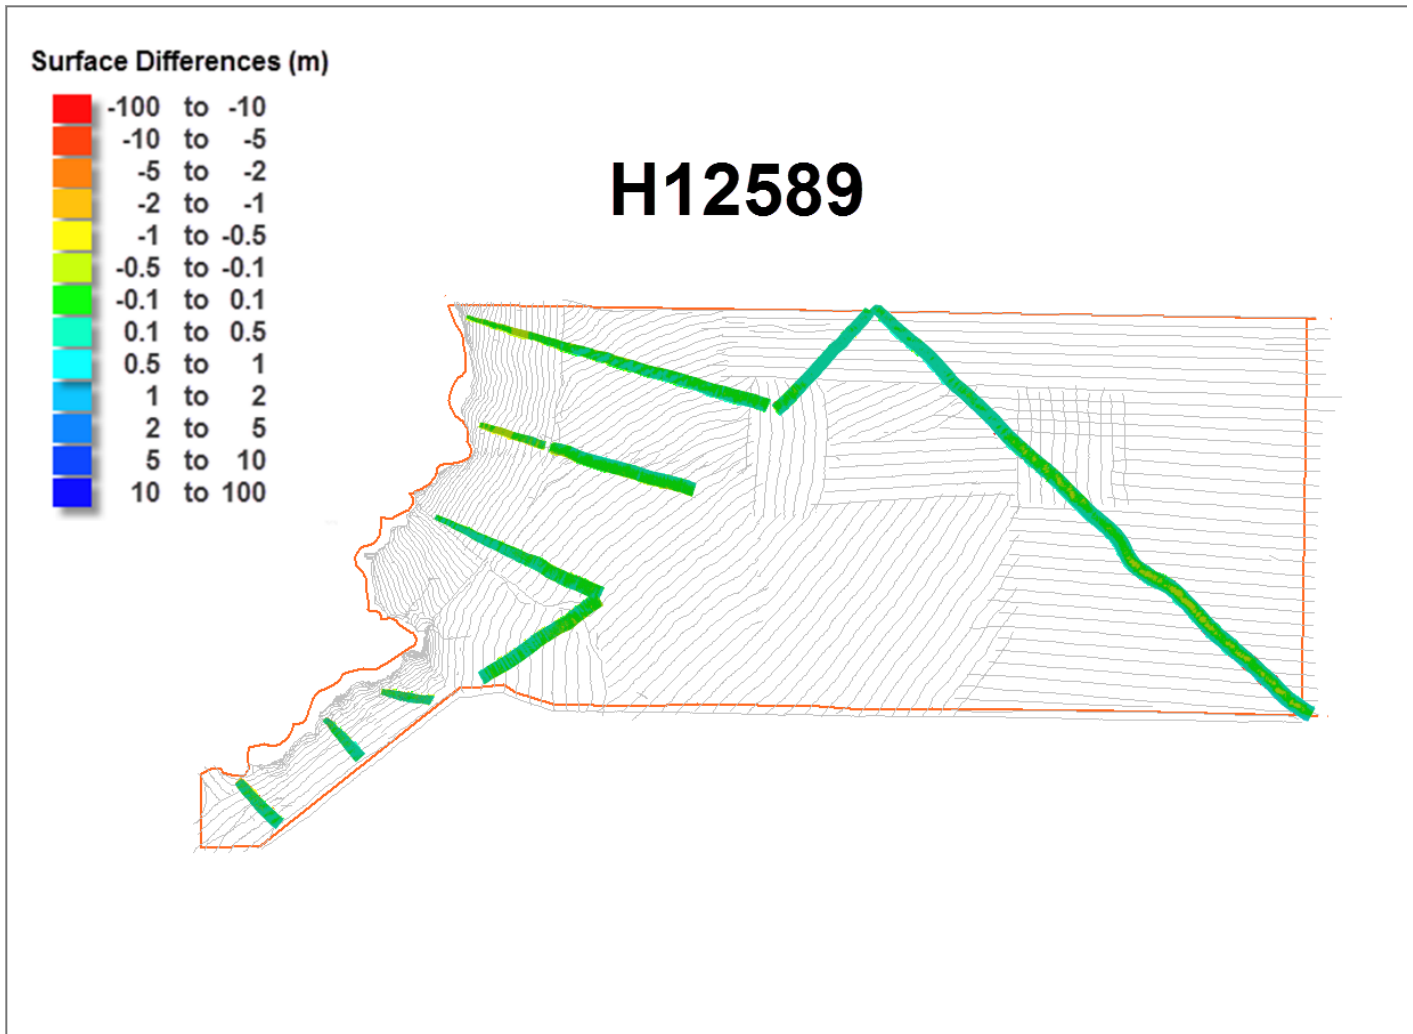 Surface Differences (m)
-100 to -10
-10 to -5
-5 to -2
-2 to -1
-1 to -0.5
-0.5 to -0.1
-0.1 to 0.1
0.1 to 0.5
0.5 to 1
1 to 2
2 to 5
5 to 10
10 to 100
H12589